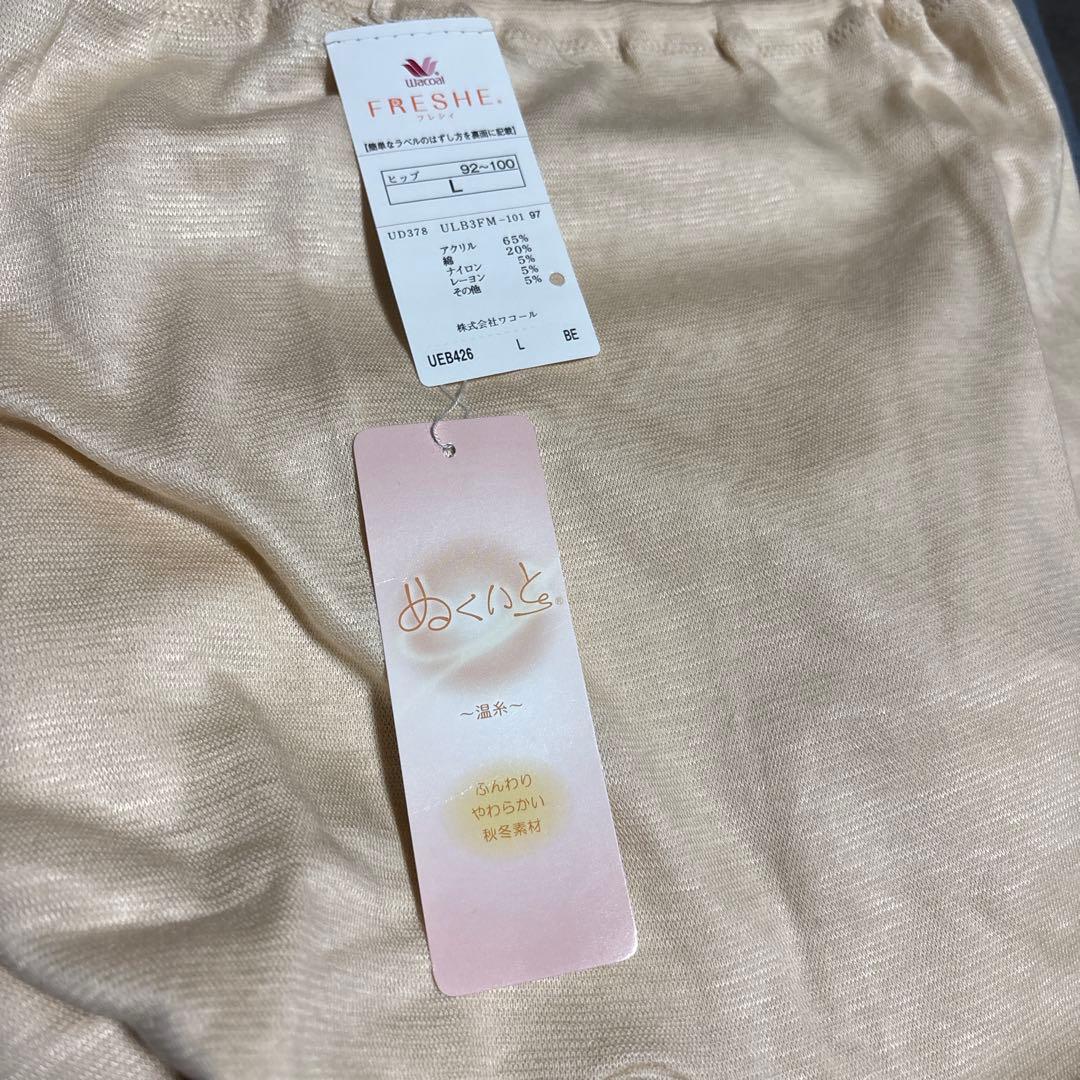 Wacoal®
FRESHE®
フレシィ
[簡単なラベルのはずし方を裏面に記載]
ヒップ 92~100
L
UD378 ULB3FM-101 97
アクリル 65%
綿 20%
ナイロン 5%
レーヨン 5%
その他 5%
株式会社ワコール
UEB426 L BE
ぬくいと®
~温糸~
ふんわり
やわらかい
秋冬素材